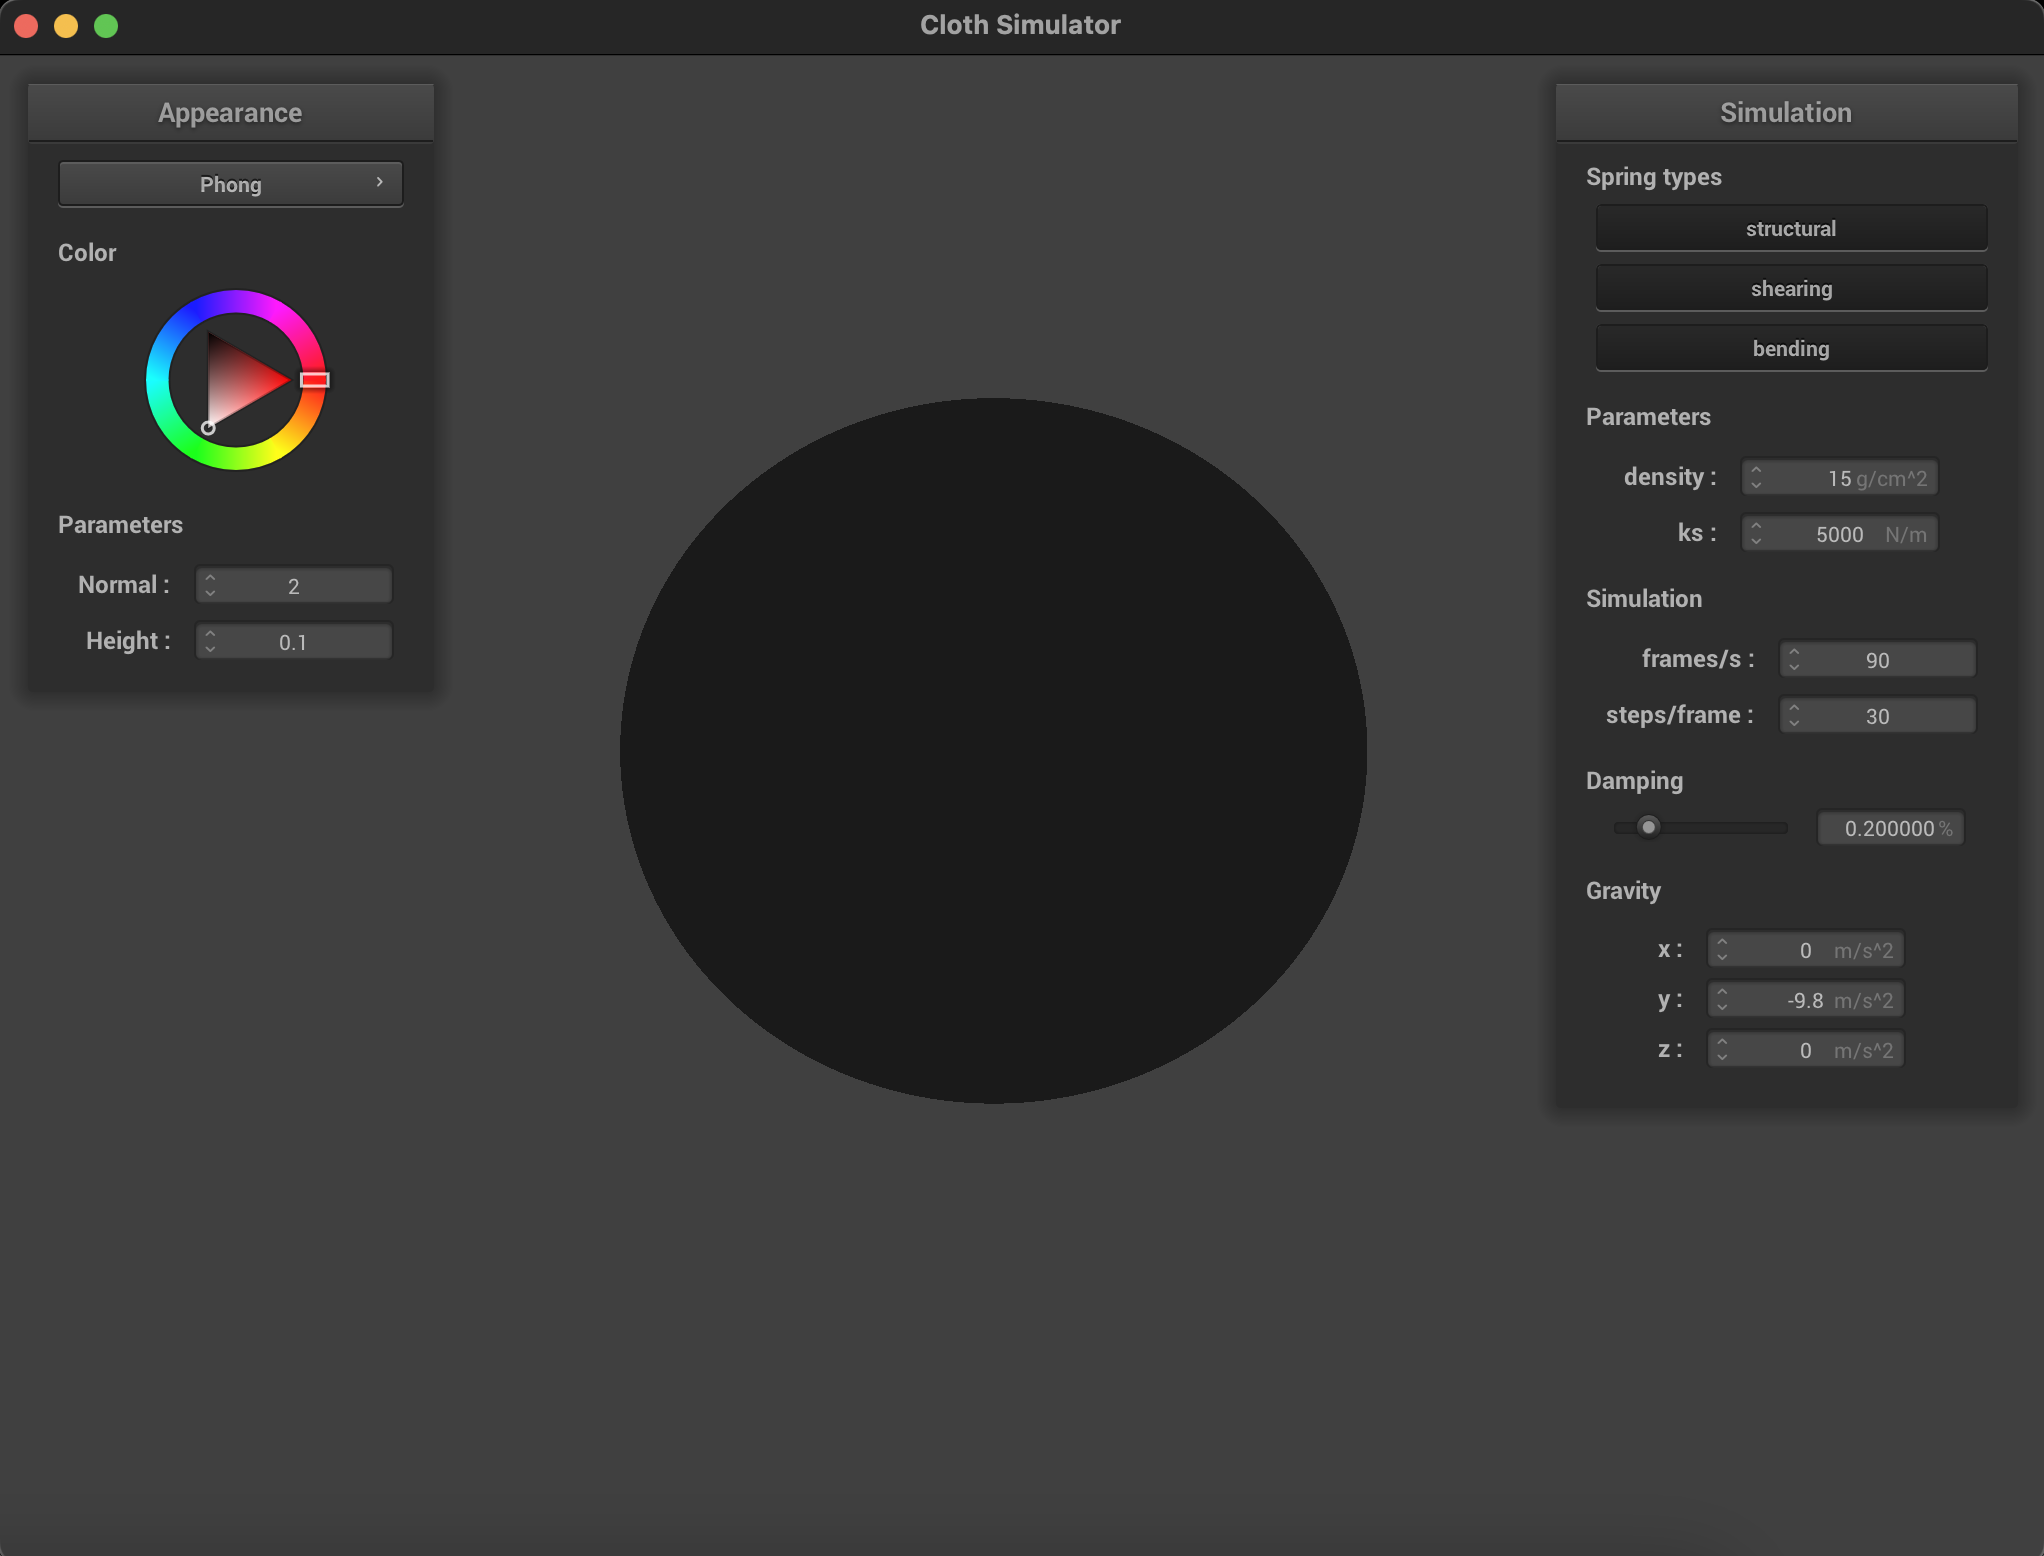 Cloth Simulator
Appearance
Phong
Color
Parameters
Normal : 2
Height : 0.1
Simulation
Spring types
structural
shearing
bending
Parameters
density : 15 g/cm^2
ks : 5000 N/m
Simulation
frames/s : 90
steps/frame : 30
Damping
0.200000 %
Gravity
x : 0 m/s^2
y : -9.8 m/s^2
z : 0 m/s^2